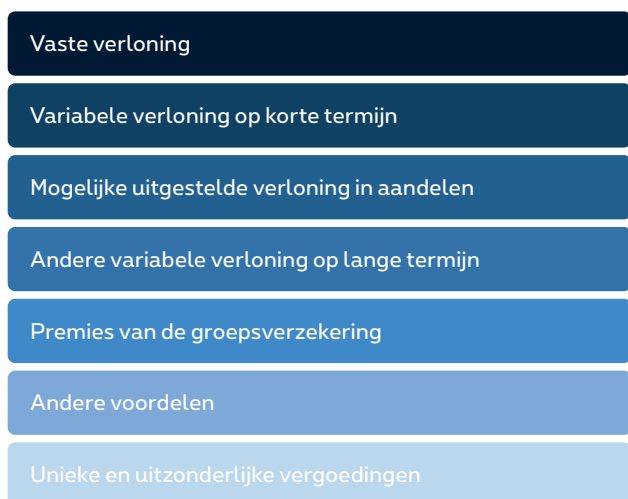 Vaste verloning
Variabele verloning op korte termijn
Mogelijke uitgestelde verloning in aandelen
Andere variabele verloning op lange termijn
Premies van de groepsverzekering
Andere voordelen
Unieke en uitzonderlijke vergoedingen